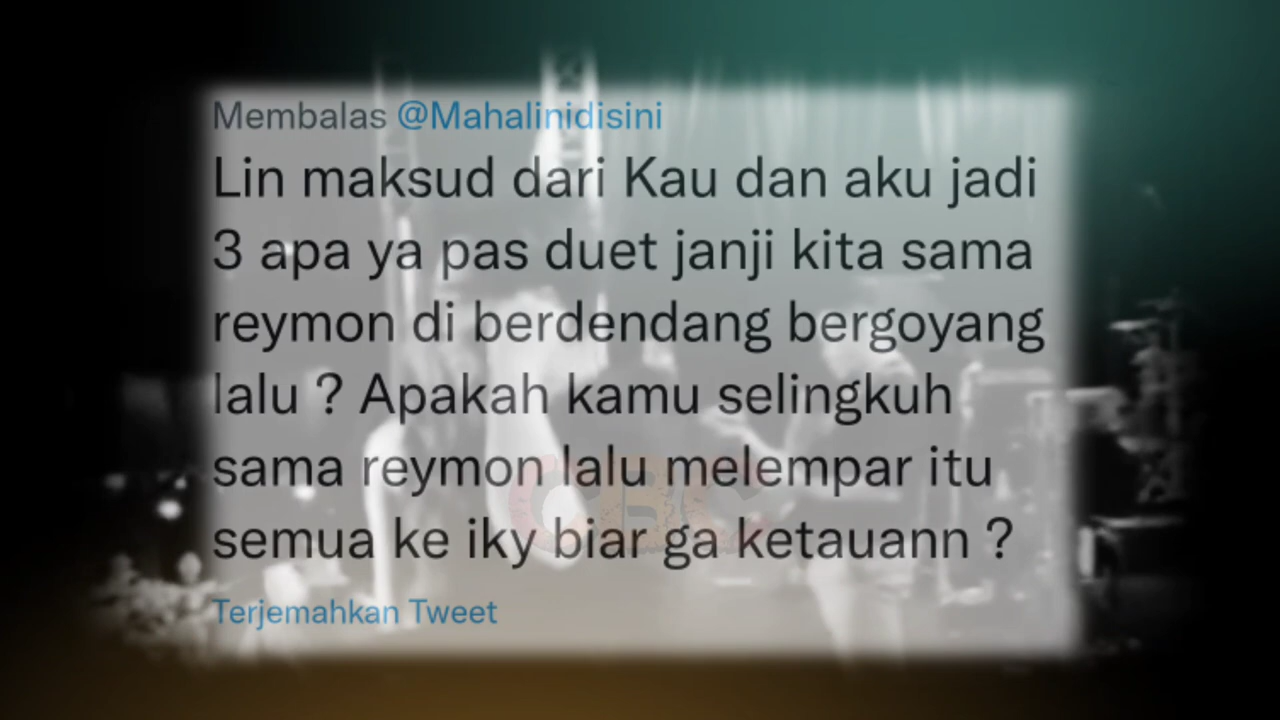 Membalas @Mahalinidisini
Lin maksud dari Kau dan aku jadi
3 apa ya pas duet janji kita sama
reymon di berdendang bergoyang
lalu ? Apakah kamu selingkuh
sama reymon lalu melempar itu
semua ke iky biar ga ketauann ?
CBC
Terjemahkan Tweet